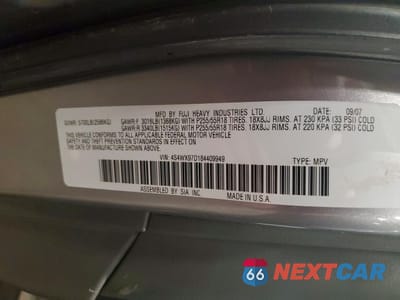 MFD. BY: FUJI HEAVY INDUSTRIES LTD. DATE: 09/07
GVWR: 5700LB(2586KG) GAWR:F 3016LB(1368KG) WITH P255/55R18 TIRES. 18X8JJ RIMS. AT 230 KPA (33 PSI) COLD
GAWR:R 3340LB(1515KG) WITH P255/55R18 TIRES. 18X8JJ RIMS. AT 220 KPA (32 PSI) COLD
THIS VEHICLE CONFORMS TO ALL APPLICABLE FEDERAL MOTOR VEHICLE
SAFETY AND THEFT PREVENTION STANDARDS IN EFFECT ON THE DATE OF
MANUFACTURE SHOWN ABOVE.
VIN: 4S4WX97D184409949 TYPE: MPV
ASSEMBLED BY SIA INC
MADE IN U.S.A.
66 NEXTCAR